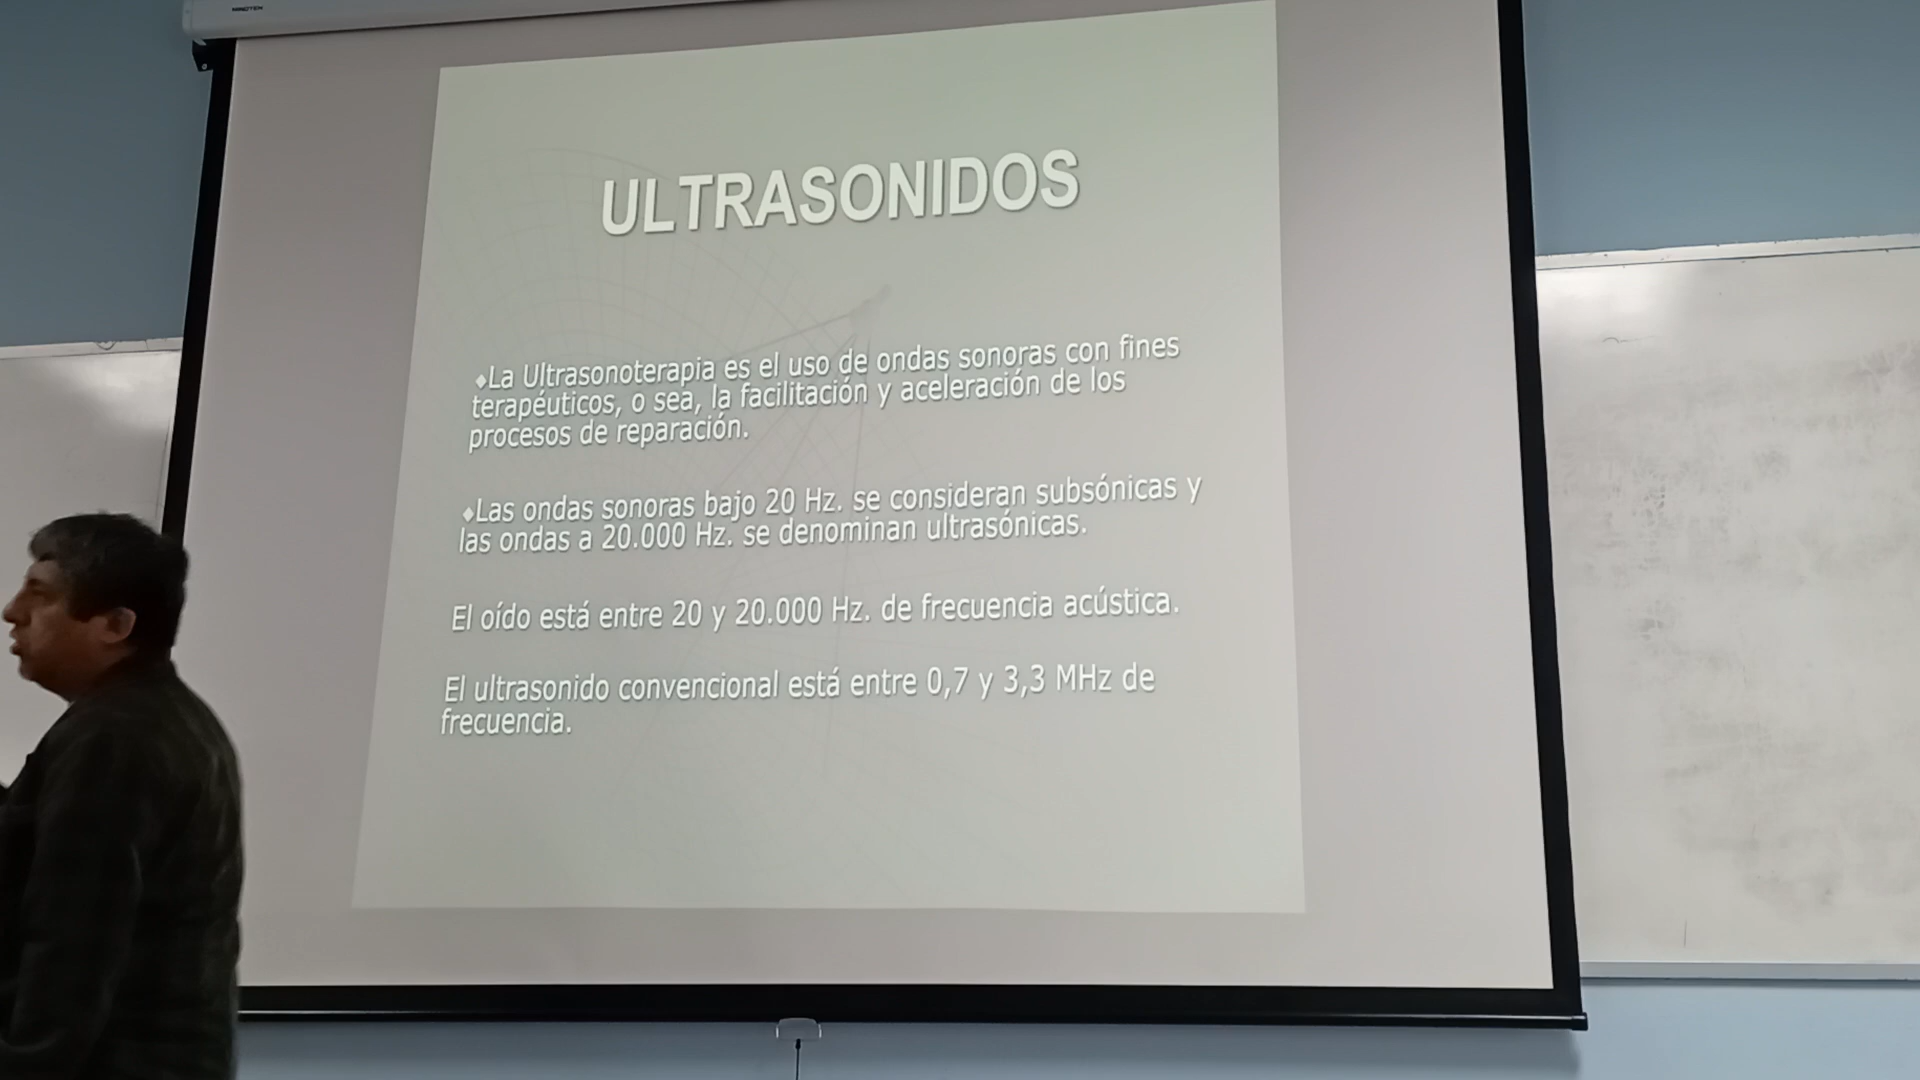 ULTRASONIDOS
♦La Ultrasonoterapia es el uso de ondas sonoras con fines
terapéuticos, o sea, la facilitación y aceleración de los
procesos de reparación.
♦Las ondas sonoras bajo 20 Hz. se consideran subsónicas y
las ondas a 20.000 Hz. se denominan ultrasónicas.
El oído está entre 20 y 20.000 Hz. de frecuencia acústica.
El ultrasonido convencional está entre 0,7 y 3,3 MHz de
frecuencia.